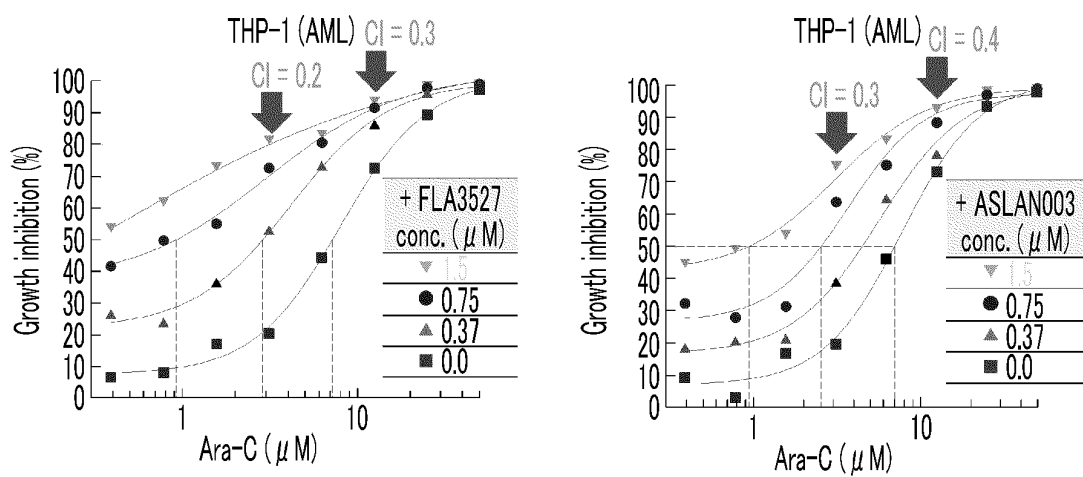 THP-1 (AML)
CI = 0.3
CI = 0.2
Growth inhibition (%)
100
90
80
70
60
50
40
30
20
10
0
+ FLA3527
conc. (μM)
1.5
0.75
0.37
0.0
1
10
Ara-C (μM)
THP-1 (AML)
CI = 0.4
CI = 0.3
Growth inhibition (%)
100
90
80
70
60
50
40
30
20
10
0
+ ASLAN003
conc. (μM)
1.5
0.75
0.37
0.0
1
10
Ara-C (μM)